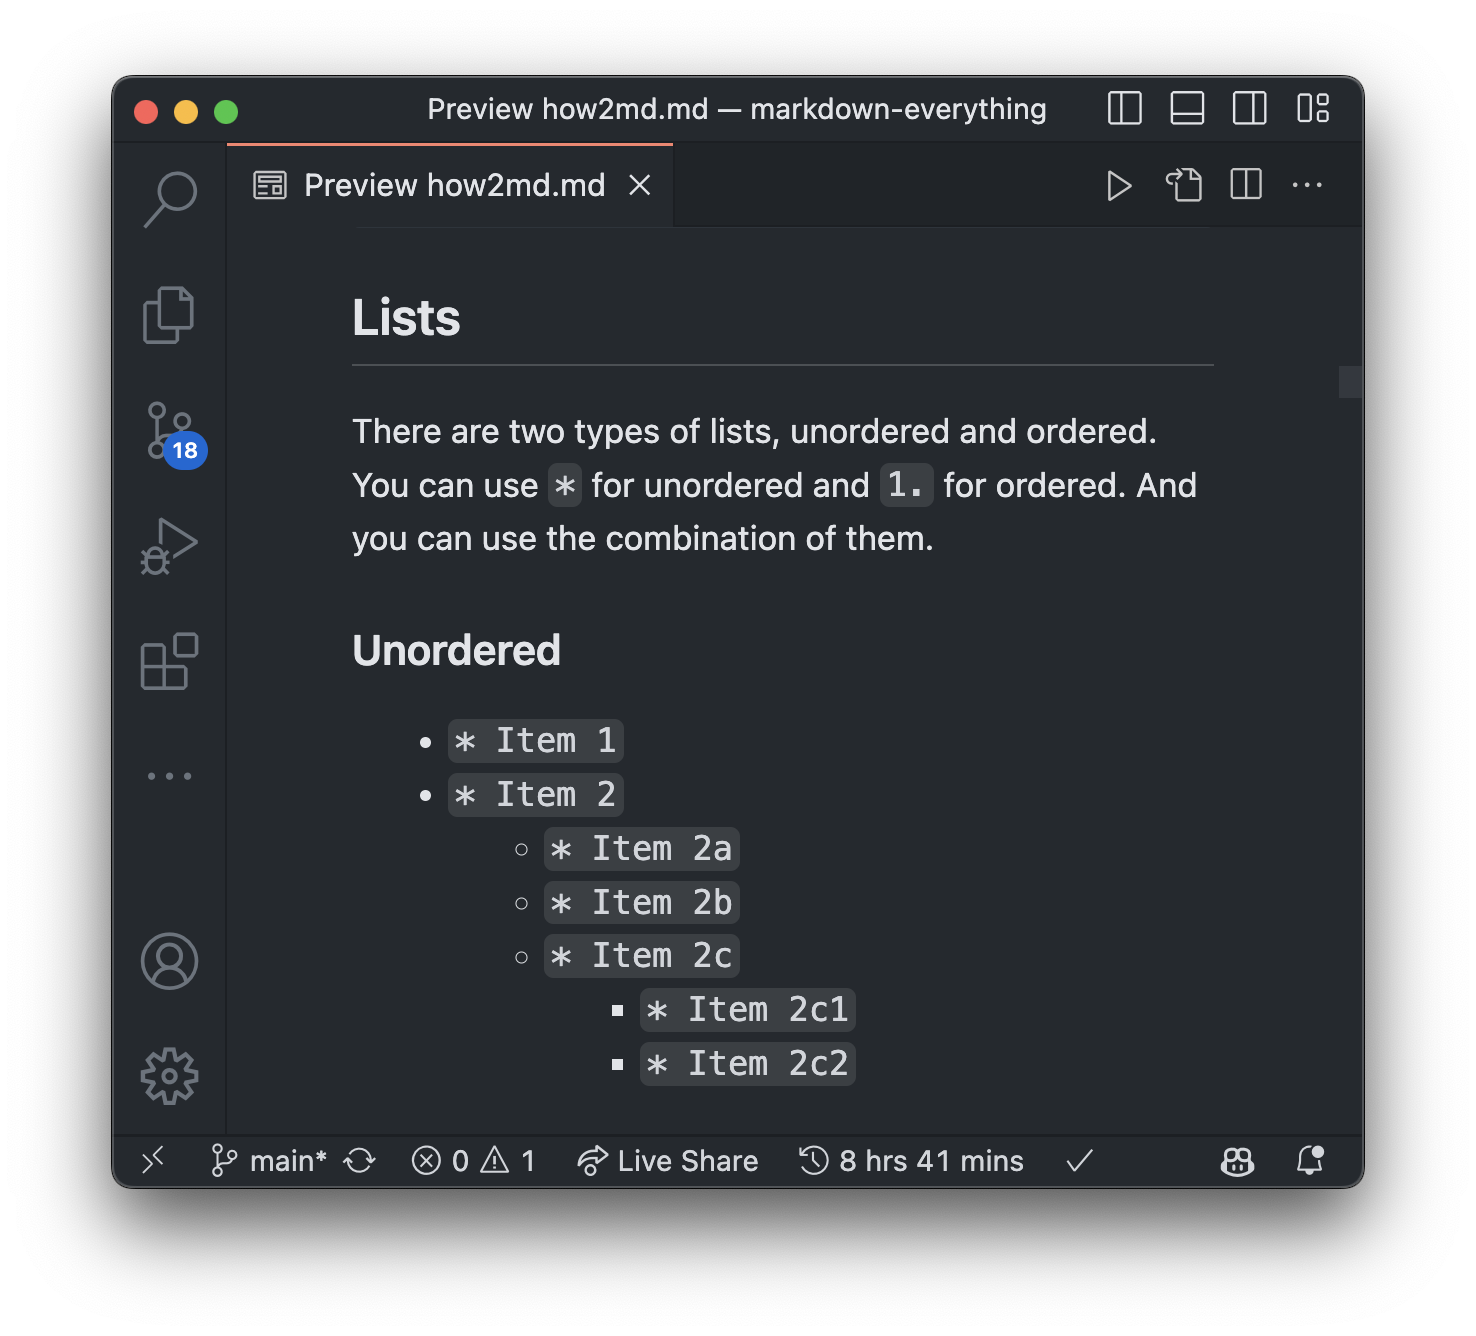 Preview how2md.md — markdown-everything
Preview how2md.md
Lists
There are two types of lists, unordered and ordered.
You can use * for unordered and 1. for ordered. And
you can use the combination of them.
18
Unordered
* Item 1
* Item 2
* Item 2a
* Item 2b
* Item 2c
* Item 2c1
* Item 2c2
main* 0 1 Live Share 8 hrs 41 mins